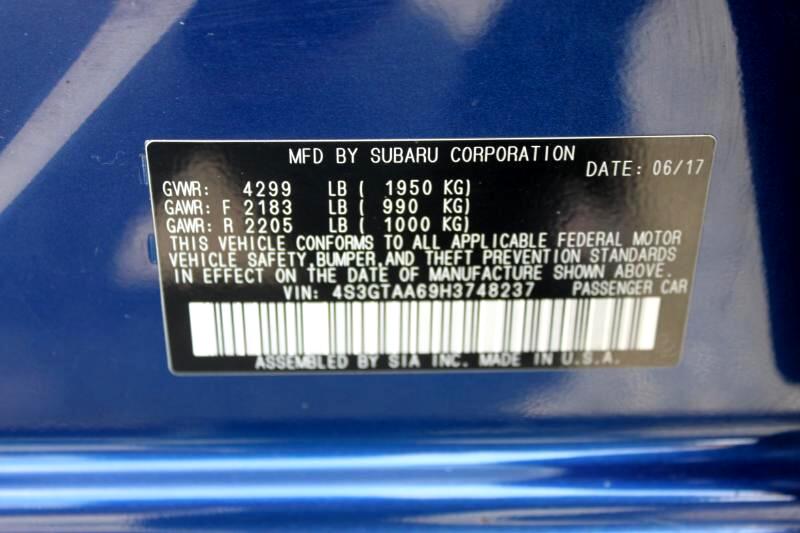 MFD BY SUBARU CORPORATION DATE: 06/17
GVWR: 4299 LB ( 1950 KG)
GAWR: F 2183 LB ( 990 KG)
GAWR: R 2205 LB ( 1000 KG)
THIS VEHICLE CONFORMS TO ALL APPLICABLE FEDERAL MOTOR
VEHICLE SAFETY,BUMPER,AND THEFT PREVENTION STANDARDS
IN EFFECT ON THE DATE OF MANUFACTURE SHOWN ABOVE.
VIN: 4S3GTAA69H3748237 PASSENGER CAR
ASSEMBLED BY SIA INC. MADE IN U.S.A.